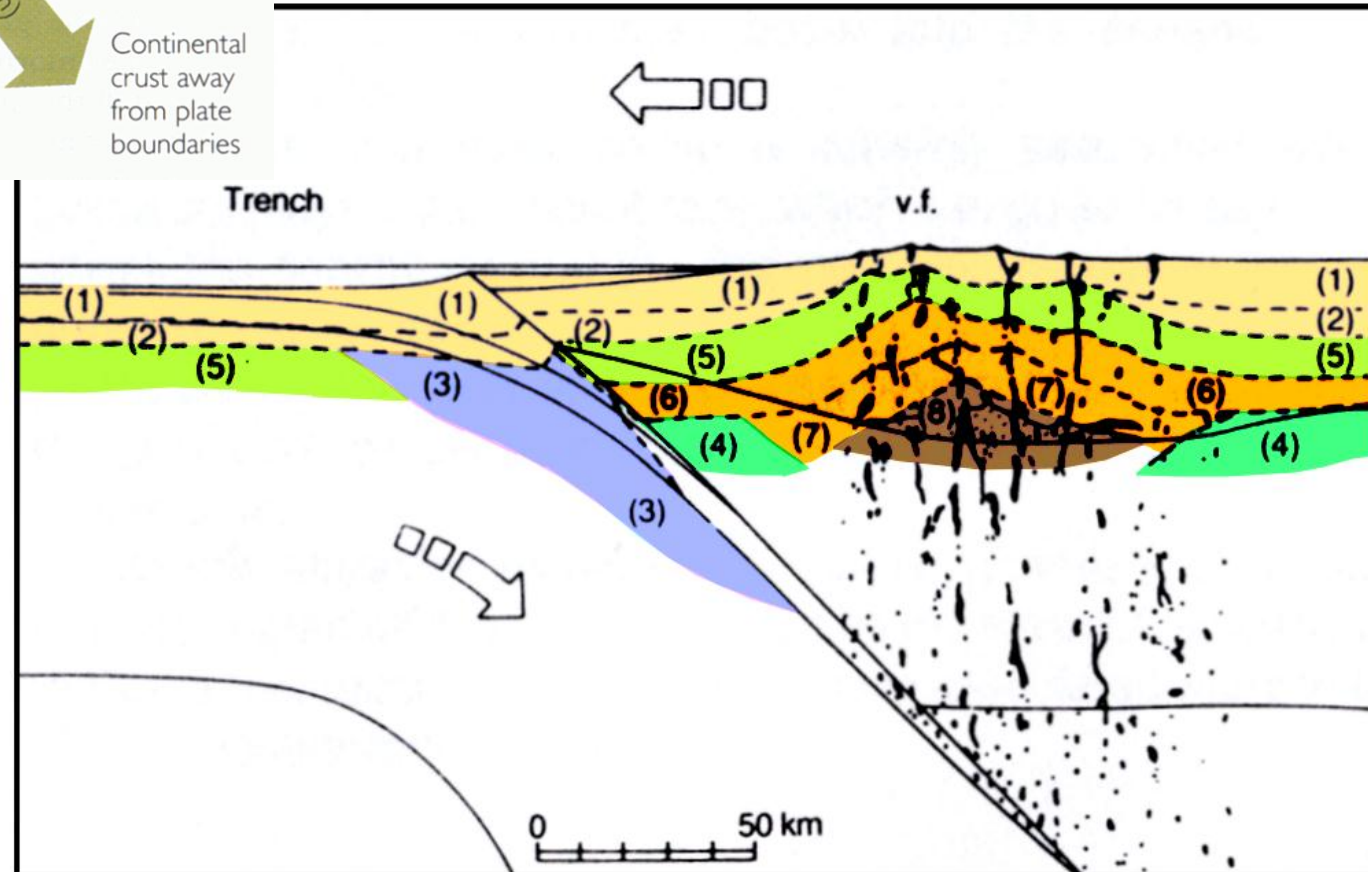 Continental
crust away
from plate
boundaries
Trench
v.f.
(1)
(1)
(1)
(1)
(2)
(2)
(2)
(5)
(5)
(5)
(3)
(6)
(7)
(6)
(8)
(4)
(7)
(4)
(3)
0
50 km